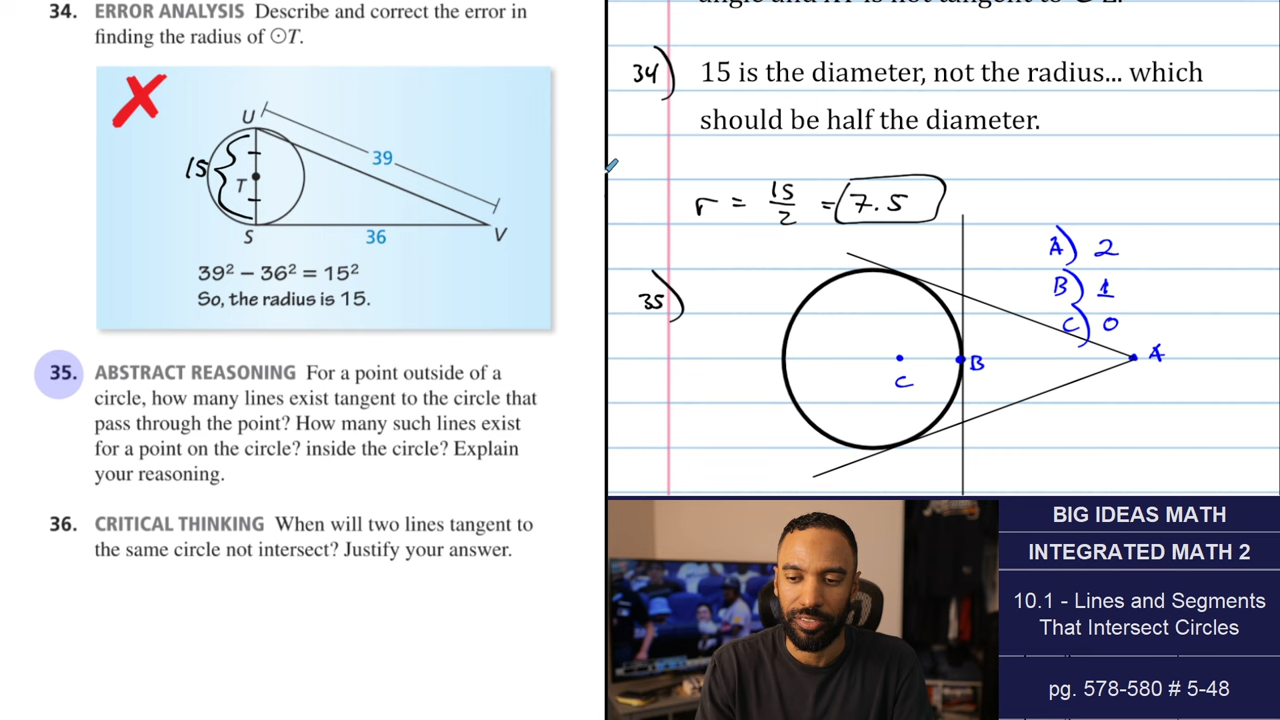 34. ERROR ANALYSIS Describe and correct the error in
finding the radius of ⊙T.
U
39
15
T
S
36
V
39² − 36² = 15²
So, the radius is 15.
35. ABSTRACT REASONING For a point outside of a
circle, how many lines exist tangent to the circle that
pass through the point? How many such lines exist
for a point on the circle? inside the circle? Explain
your reasoning.
36. CRITICAL THINKING When will two lines tangent to
the same circle not intersect? Justify your answer.
34) 15 is the diameter, not the radius... which
should be half the diameter.
r = 15/2 = 7.5
35)
A) 2
B) 1
C) 0
A
B
C
BIG IDEAS MATH
INTEGRATED MATH 2
10.1 - Lines and Segments
That Intersect Circles
pg. 578-580 # 5-48